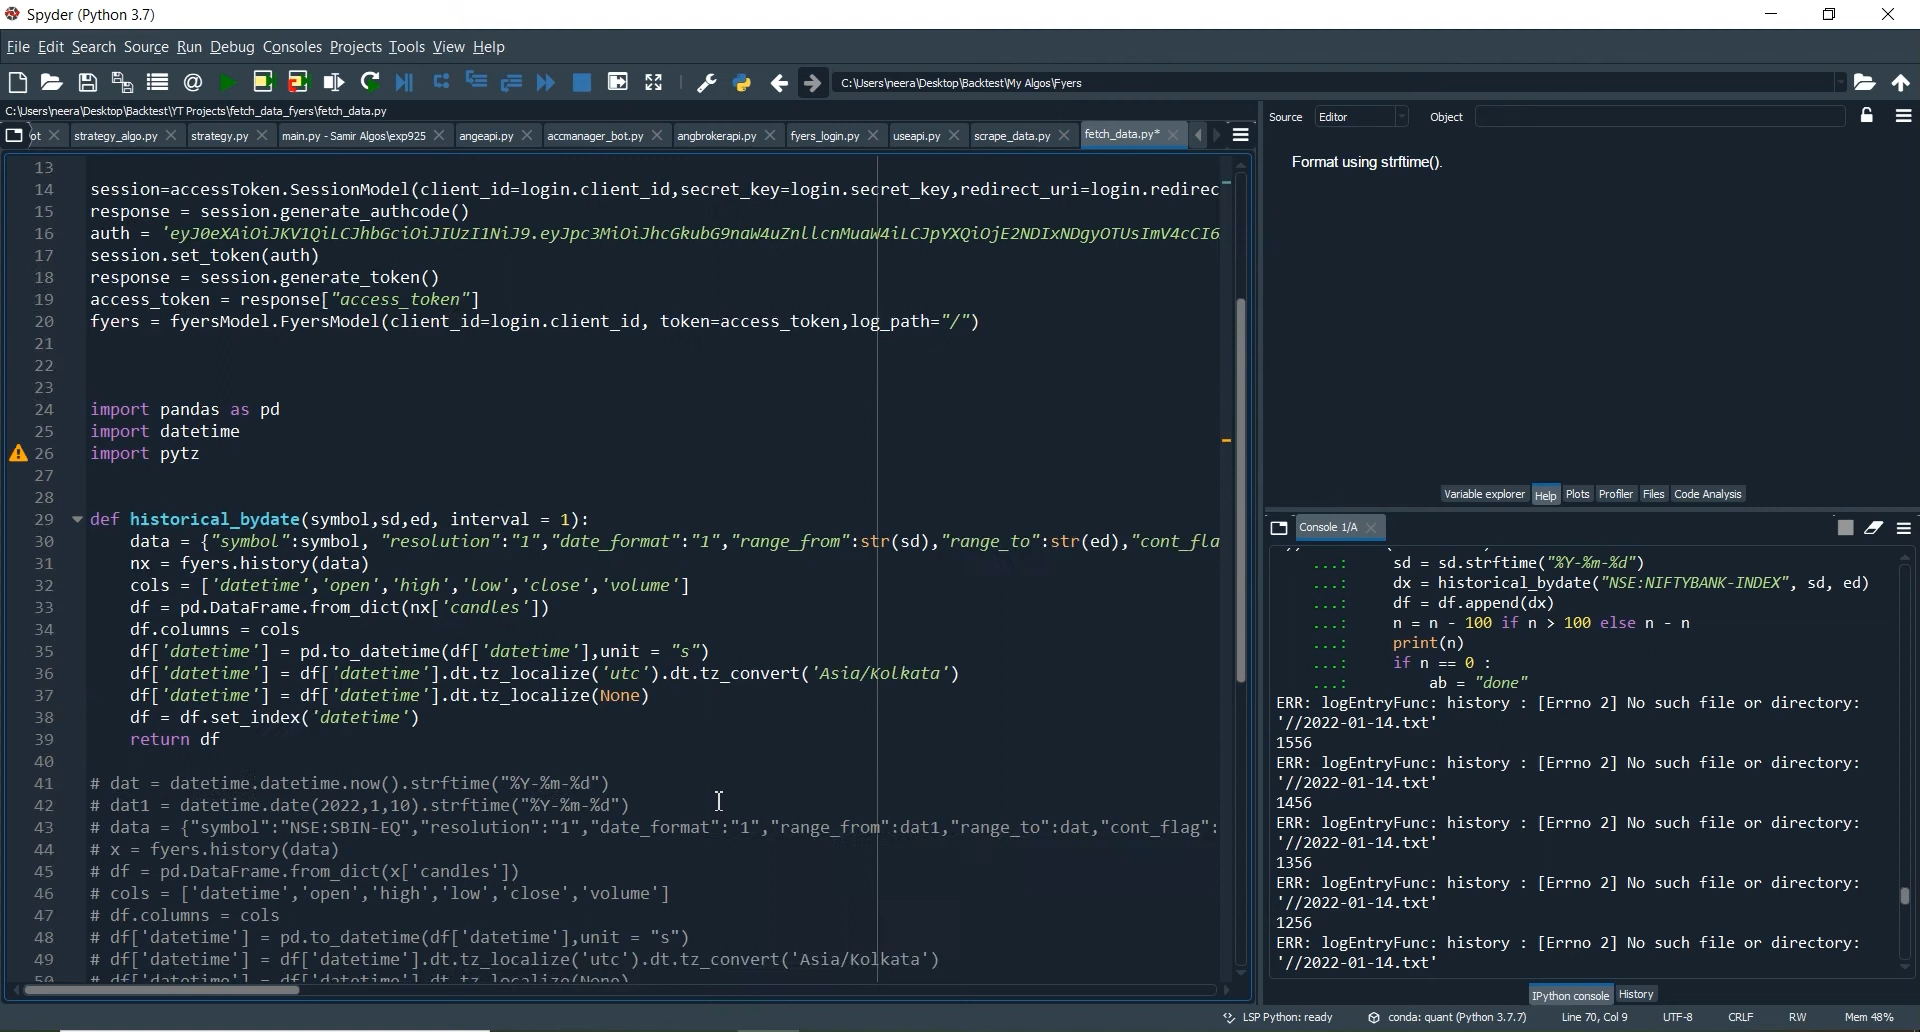 Spyder (Python 3.7)
File Edit Search Source Run Debug Consoles Projects Tools View Help
C:\Users\neera\Desktop\Backtest\My Algos\Fyers
C:\Users\neera\Desktop\Backtest\YT Projects\fetch_data_fyers\fetch_data.py
ot strategy_algo.py strategy.py main.py - Samir Algos\exp925 angeapi.py accmanager_bot.py angbrokerapi.py fyers_login.py useapi.py scrape_data.py fetch_data.py*
13
14 session=accessToken.SessionModel(client_id=login.client_id,secret_key=login.secret_key,redirect_uri=login.redirec
15 response = session.generate_authcode()
16 auth = 'eyJ0eXAiOiJKV1QiLCJhbGciOiJIUzI1NiJ9.eyJpc3MiOiJhcGkubG9naW4uZnllcnMuaW4iLCJpYXQiOjE2NDIxNDgyOTUsImV4cCI6
17 session.set_token(auth)
18 response = session.generate_token()
19 access_token = response["access_token"]
20 fyers = fyersModel.FyersModel(client_id=login.client_id, token=access_token,log_path="/")
21
22
23
24 import pandas as pd
25 import datetime
26 import pytz
27
28
29 def historical_bydate(symbol,sd,ed, interval = 1):
30 data = {"symbol":symbol, "resolution":"1","date_format":"1","range_from":str(sd),"range_to":str(ed),"cont_fla
31 nx = fyers.history(data)
32 cols = ['datetime','open','high','low','close','volume']
33 df = pd.DataFrame.from_dict(nx['candles'])
34 df.columns = cols
35 df['datetime'] = pd.to_datetime(df['datetime'],unit = "s")
36 df['datetime'] = df['datetime'].dt.tz_localize('utc').dt.tz_convert('Asia/Kolkata')
37 df['datetime'] = df['datetime'].dt.tz_localize(None)
38 df = df.set_index('datetime')
39 return df
40
41 # dat = datetime.datetime.now().strftime("%Y-%m-%d")
42 # dat1 = datetime.date(2022,1,10).strftime("%Y-%m-%d")
43 # data = {"symbol":"NSE:SBIN-EQ","resolution":"1","date_format":"1","range_from":dat1,"range_to":dat,"cont_flag":
44 # x = fyers.history(data)
45 # df = pd.DataFrame.from_dict(x['candles'])
46 # cols = ['datetime','open','high','low','close','volume']
47 # df.columns = cols
48 # df['datetime'] = pd.to_datetime(df['datetime'],unit = "s")
49 # df['datetime'] = df['datetime'].dt.tz_localize('utc').dt.tz_convert('Asia/Kolkata')
50 # df['datetime'] = df['datetime'].dt.tz_localize(None)
Source Editor Object
Format using strftime().
Variable explorer Help Plots Profiler Files Code Analysis
Console 1/A
...: sd = sd.strftime("%Y-%m-%d")
...: dx = historical_bydate("NSE:NIFTYBANK-INDEX", sd, ed)
...: df = df.append(dx)
...: n = n - 100 if n > 100 else n - n
...: print(n)
...: if n == 0 :
...: ab = "done"
ERR: logEntryFunc: history : [Errno 2] No such file or directory:
'//2022-01-14.txt'
1556
ERR: logEntryFunc: history : [Errno 2] No such file or directory:
'//2022-01-14.txt'
1456
ERR: logEntryFunc: history : [Errno 2] No such file or directory:
'//2022-01-14.txt'
1356
ERR: logEntryFunc: history : [Errno 2] No such file or directory:
'//2022-01-14.txt'
1256
ERR: logEntryFunc: history : [Errno 2] No such file or directory:
'//2022-01-14.txt'
IPython console History
LSP Python: ready conda: quant (Python 3.7.7) Line 70, Col 9 UTF-8 CRLF RW Mem 48%